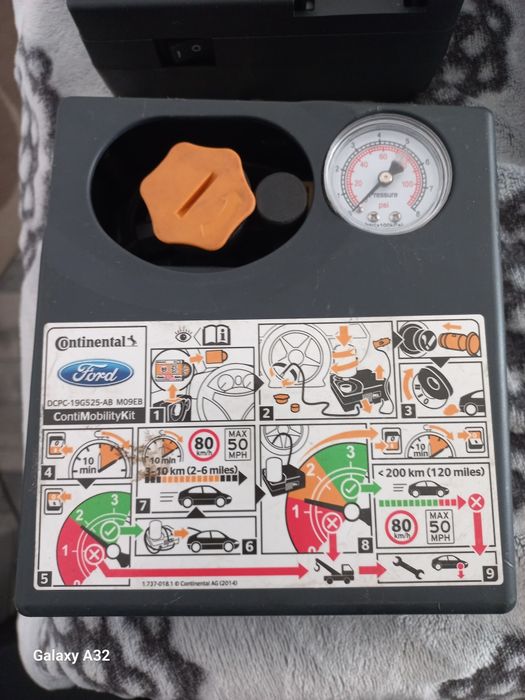 I O
Pressure
psi
Continental
Ford
DCPC-19G525-AB M09EB
ContiMobilityKit
1
2
3
4
10
min
10 min
80
km/h
MAX
50
MPH
3-10 km (2-6 miles)
7
10
min
< 200 km (120 miles)
80
km/h
MAX
50
MPH
3
2
1
5
6
3
2
1
8
9
1.737-018.1 © Continental AG (2014)
Galaxy A32